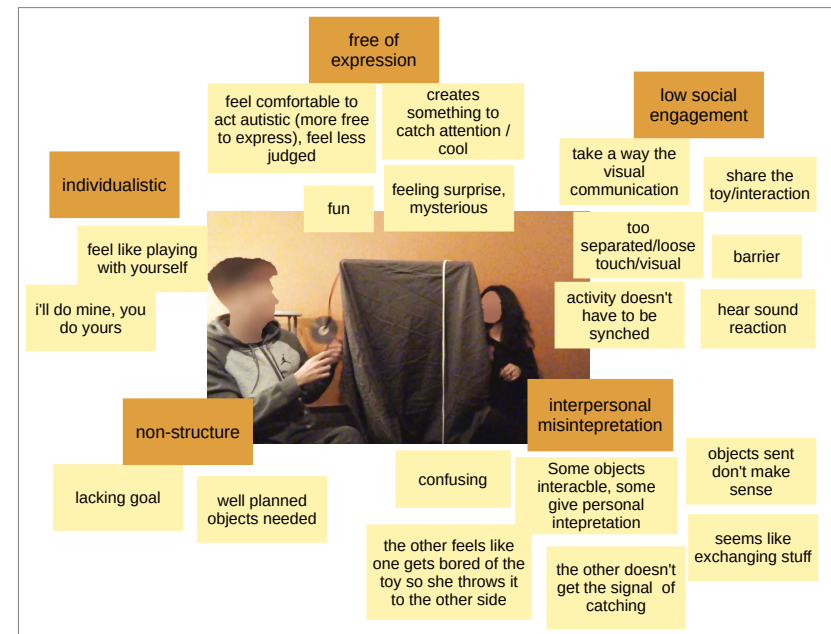 free of
expression
feel comfortable to
act autistic (more free
to express), feel less
judged
creates
something to
catch attention /
cool
fun
feeling surprise,
mysterious
low social
engagement
take a way the
visual
communication
share the
toy/interaction
too
separated/loose
touch/visual
barrier
activity doesn't
have to be
synched
hear sound
reaction
individualistic
feel like playing
with yourself
i'll do mine, you
do yours
non-structure
lacking goal
well planned
objects needed
interpersonal
misintepretation
confusing
Some objects
interacble, some
give personal
intepretation
objects sent
don't make
sense
the other feels like
one gets bored of the
toy so she throws it
to the other side
the other doesn't
get the signal of
catching
seems like
exchanging stuff